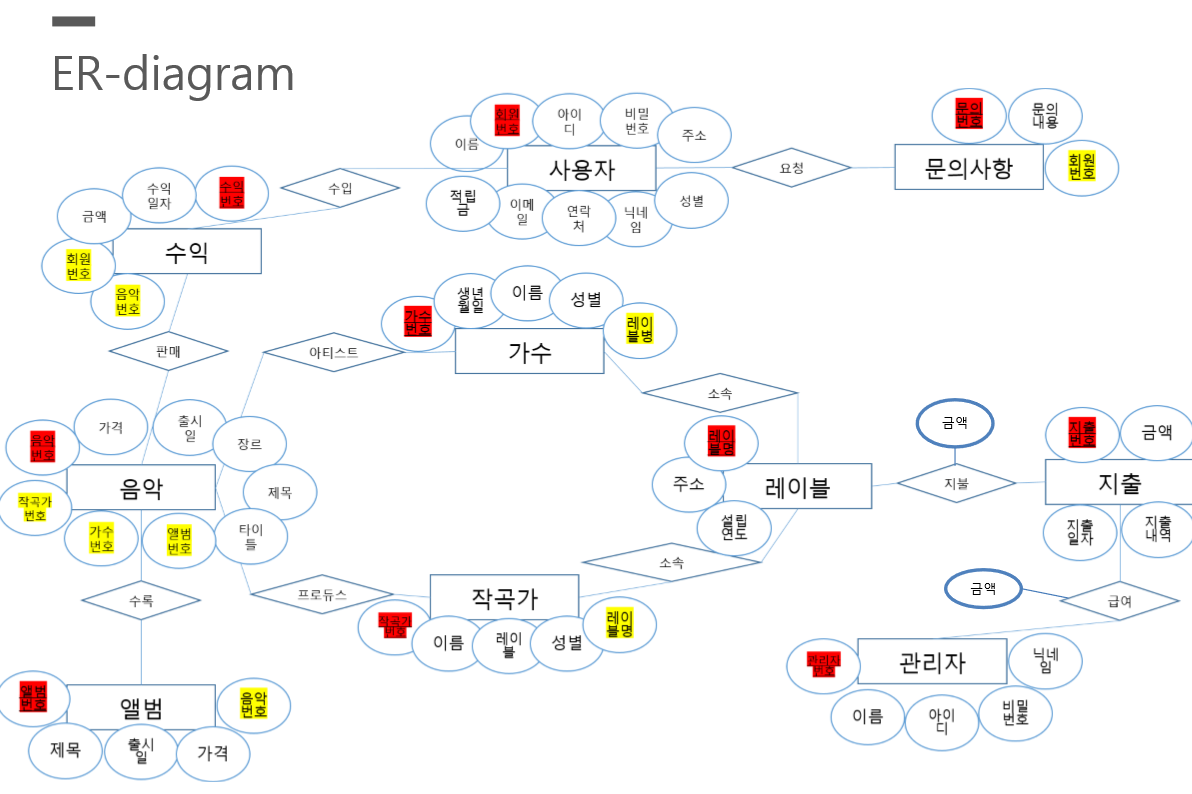 ER-diagram
회원
번호
아이
디
비밀
번호
주소
이름
사용자
적립
금
이메
일
연락
처
닉네
임
성별
요청
문의
번호
문의
내용
회원
번호
문의사항
수입
수익
일자
수익
번호
금액
회원
번호
음악
번호
수익
판매
가수
번호
생년
월일
이름
성별
레이
블명
가수
아티스트
소속
음악
번호
가격
출시
일
장르
제목
타이
틀
작곡가
번호
가수
번호
앨범
번호
음악
레이
블명
주소
설립
연도
레이블
금액
지불
지출
번호
금액
지출
지출
일자
지출
내역
소속
수록
프로듀스
작곡가
작곡가
번호
이름
레이
블
성별
레이
블명
금액
급여
관리자
번호
관리자
닉네
임
이름
아이
디
비밀
번호
앨범
번호
앨범
음악
번호
제목
출시
일
가격